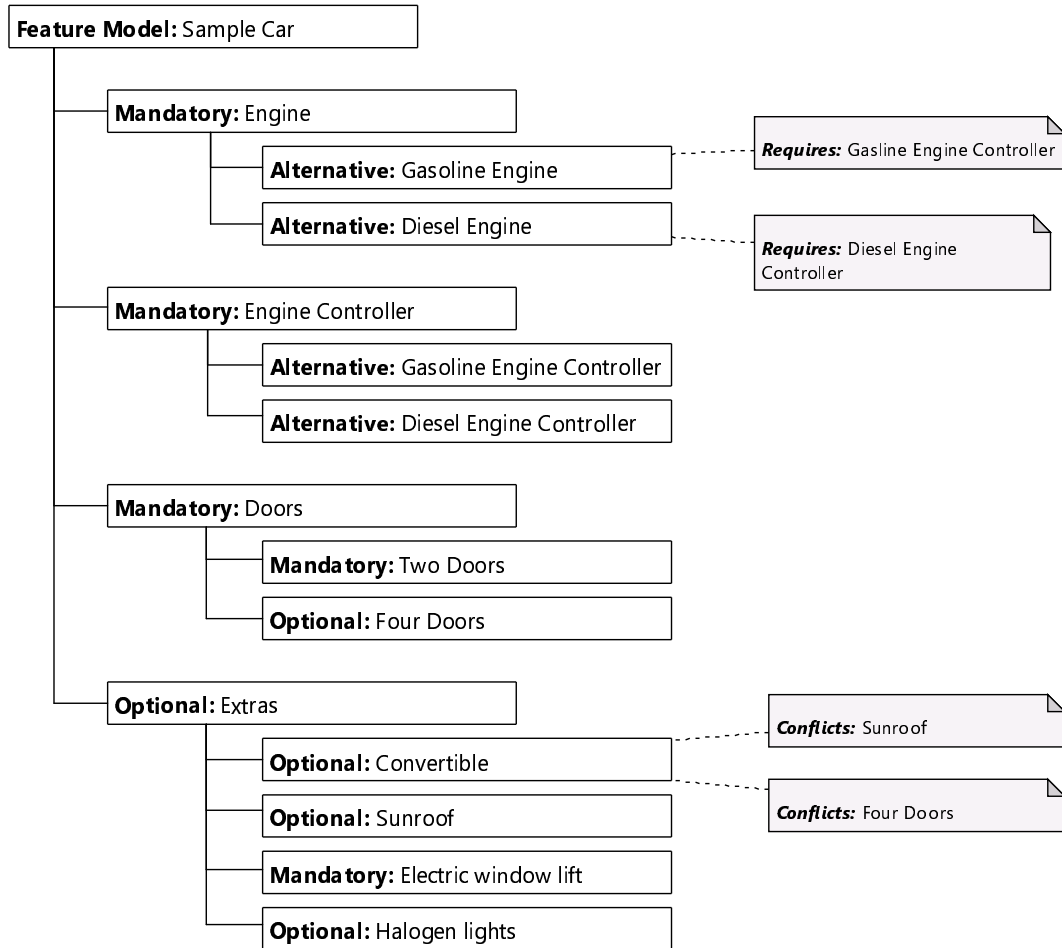 Feature Model: Sample Car
Mandatory: Engine
Alternative: Gasoline Engine
Requires: Gasline Engine Controller
Alternative: Diesel Engine
Requires: Diesel Engine
Controller
Mandatory: Engine Controller
Alternative: Gasoline Engine Controller
Alternative: Diesel Engine Controller
Mandatory: Doors
Mandatory: Two Doors
Optional: Four Doors
Optional: Extras
Optional: Convertible
Conflicts: Sunroof
Conflicts: Four Doors
Optional: Sunroof
Mandatory: Electric window lift
Optional: Halogen lights